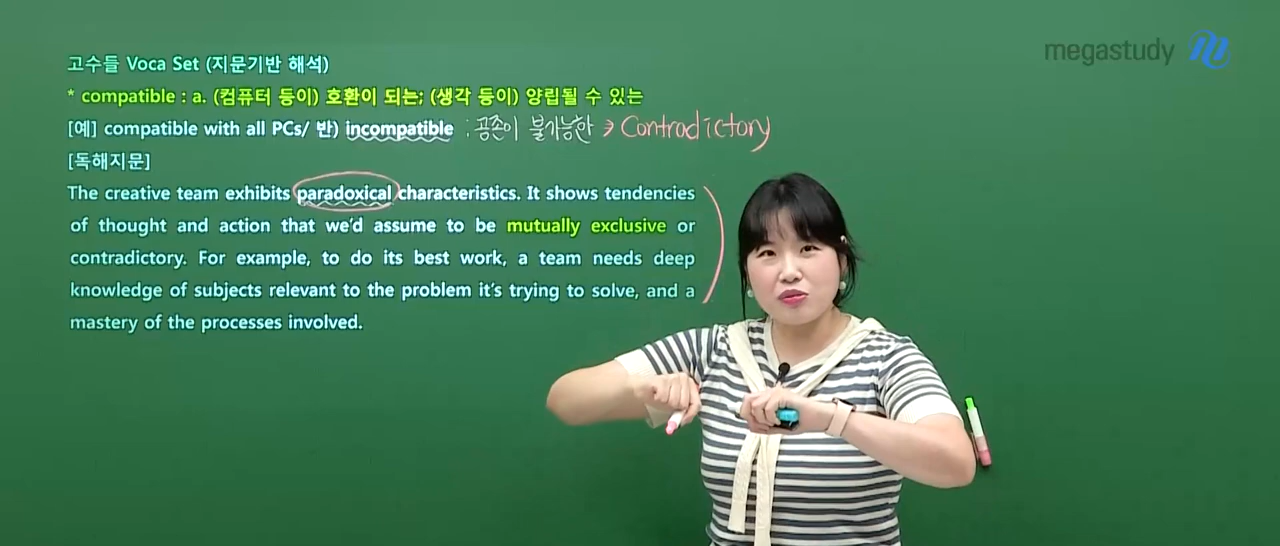 megastudy
고수들 Voca Set (지문기반 해석)
* compatible : a. (컴퓨터 등이) 호환이 되는; (생각 등이) 양립될 수 있는
[예] compatible with all PCs/ 반) incompatible : 공존이 불가능한 → Contradictory
[독해지문]
The creative team exhibits paradoxical characteristics. It shows tendencies
of thought and action that we'd assume to be mutually exclusive or
contradictory. For example, to do its best work, a team needs deep
knowledge of subjects relevant to the problem it's trying to solve, and a
mastery of the processes involved.